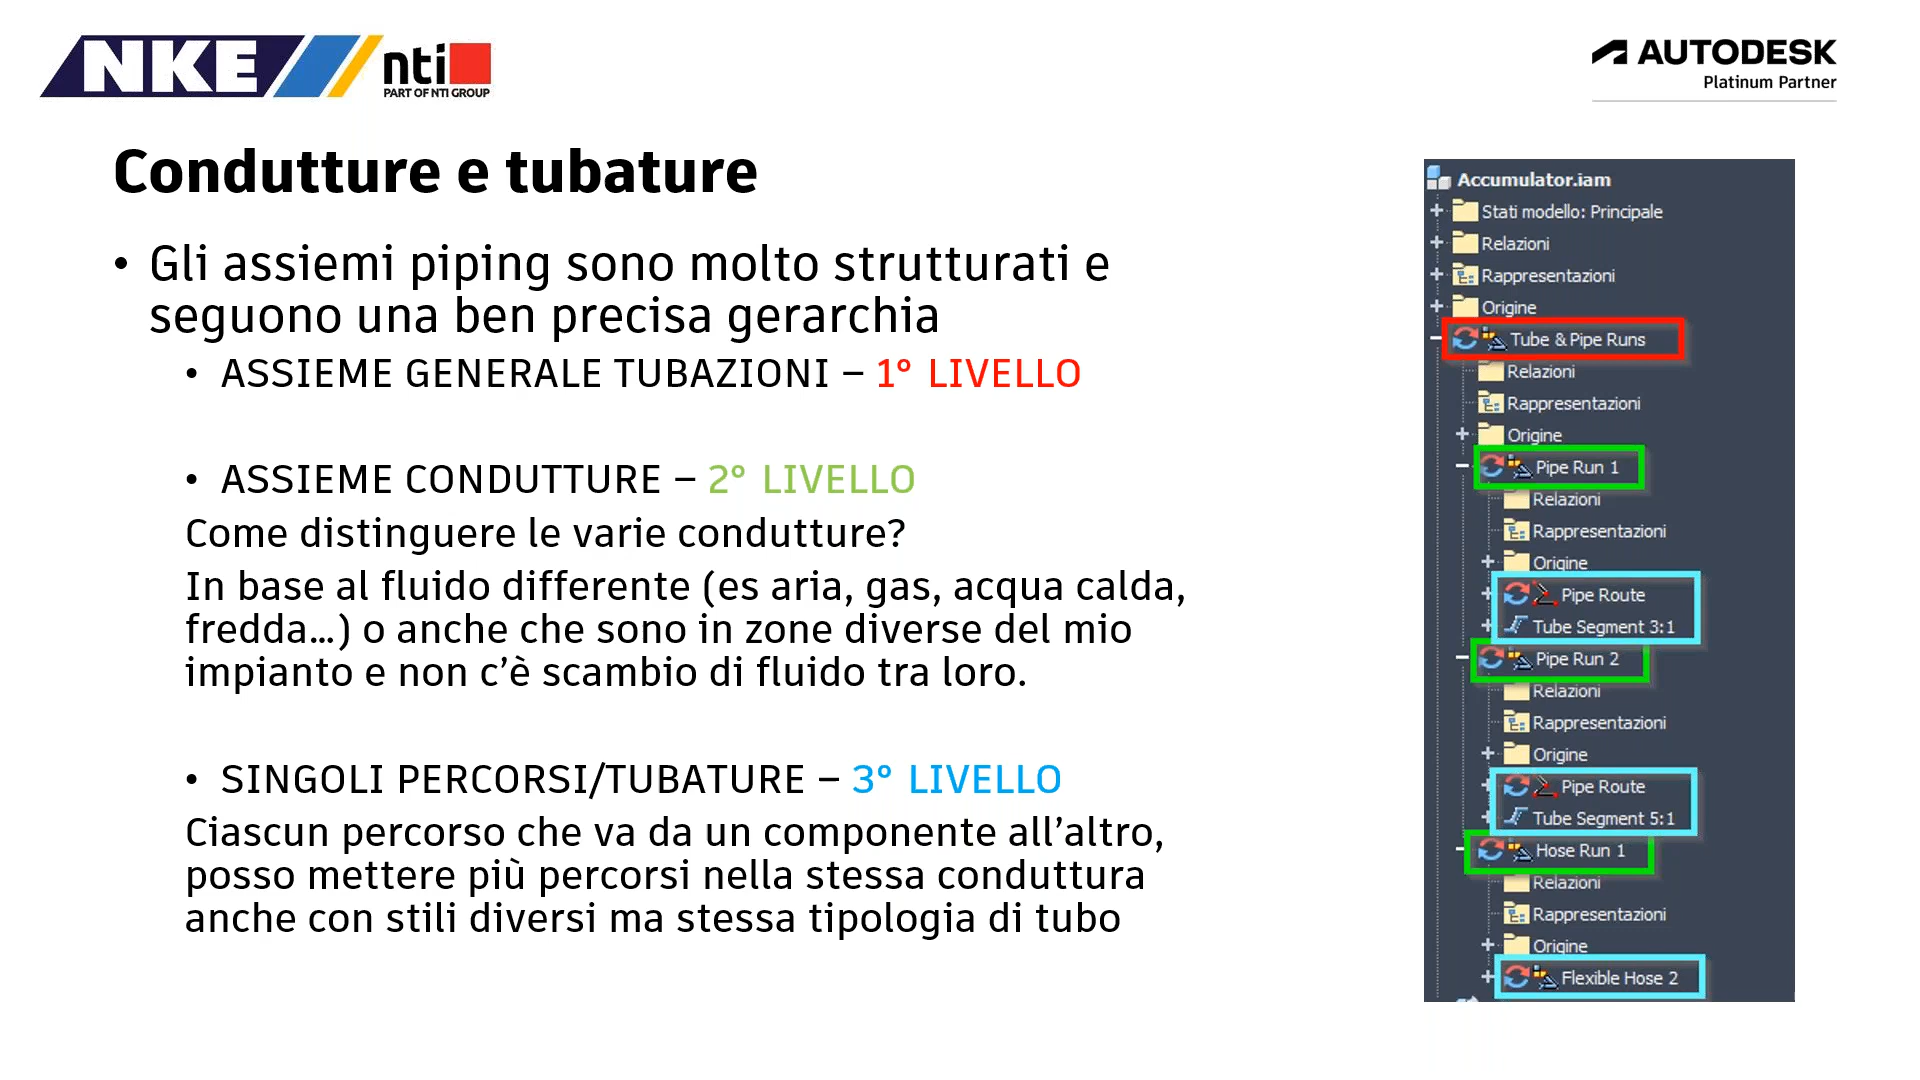 NKE nti
PART OF NTI GROUP
AUTODESK
Platinum Partner
Condutture e tubature
• Gli assiemi piping sono molto strutturati e
seguono una ben precisa gerarchia
• ASSIEME GENERALE TUBAZIONI – 1° LIVELLO
• ASSIEME CONDUTTURE – 2° LIVELLO
Come distinguere le varie condutture?
In base al fluido differente (es aria, gas, acqua calda,
fredda…) o anche che sono in zone diverse del mio
impianto e non c’è scambio di fluido tra loro.
• SINGOLI PERCORSI/TUBATURE – 3° LIVELLO
Ciascun percorso che va da un componente all’altro,
posso mettere più percorsi nella stessa conduttura
anche con stili diversi ma stessa tipologia di tubo
Accumulator.iam
Stati modello: Principale
Relazioni
Rappresentazioni
Origine
Tube & Pipe Runs
Relazioni
Rappresentazioni
Origine
Pipe Run 1
Relazioni
Rappresentazioni
Origine
Pipe Route
Tube Segment 3:1
Pipe Run 2
Relazioni
Rappresentazioni
Origine
Pipe Route
Tube Segment 5:1
Hose Run 1
Relazioni
Rappresentazioni
Origine
Flexible Hose 2